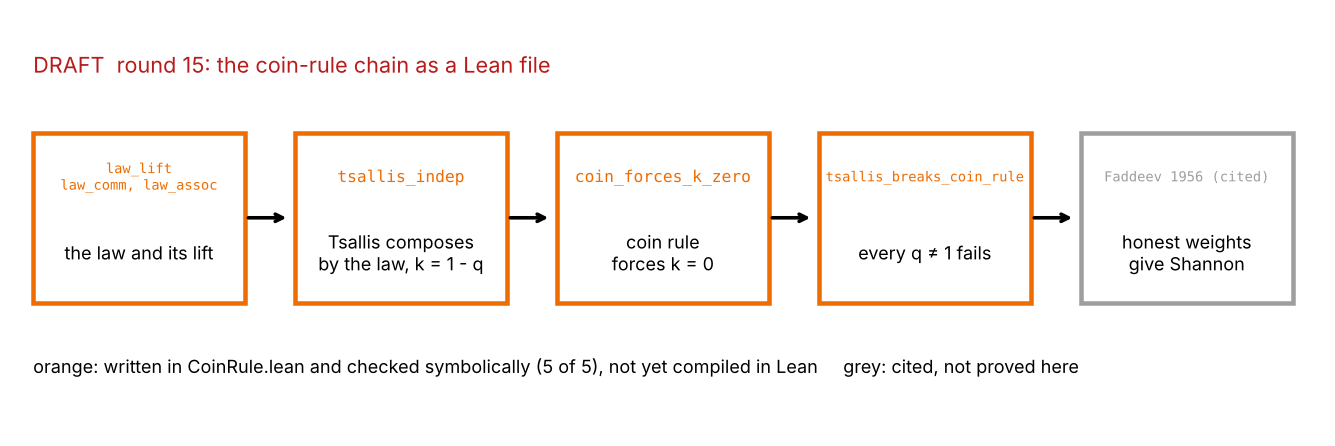 DRAFT  round 15: the coin-rule chain as a Lean file
law_lift
law_comm, law_assoc
the law and its lift
tsallis_indep
Tsallis composes
by the law, k = 1 - q
coin_forces_k_zero
coin rule
forces k = 0
tsallis_breaks_coin_rule
every q ≠ 1 fails
Faddeev 1956 (cited)
honest weights
give Shannon
orange: written in CoinRule.lean and checked symbolically (5 of 5), not yet compiled in Lean
grey: cited, not proved here